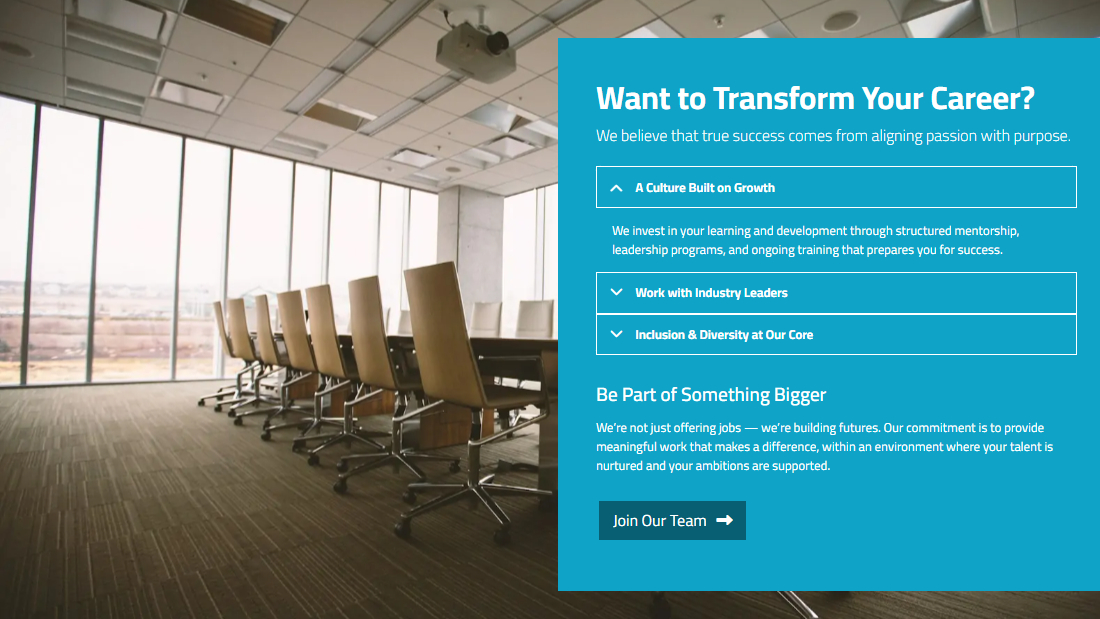 Want to Transform Your Career?
We believe that true success comes from aligning passion with purpose.
A Culture Built on Growth
We invest in your learning and development through structured mentorship,
leadership programs, and ongoing training that prepares you for success.
Work with Industry Leaders
Inclusion & Diversity at Our Core
Be Part of Something Bigger
We're not just offering jobs — we're building futures. Our commitment is to provide
meaningful work that makes a difference, within an environment where your talent is
nurtured and your ambitions are supported.
Join Our Team